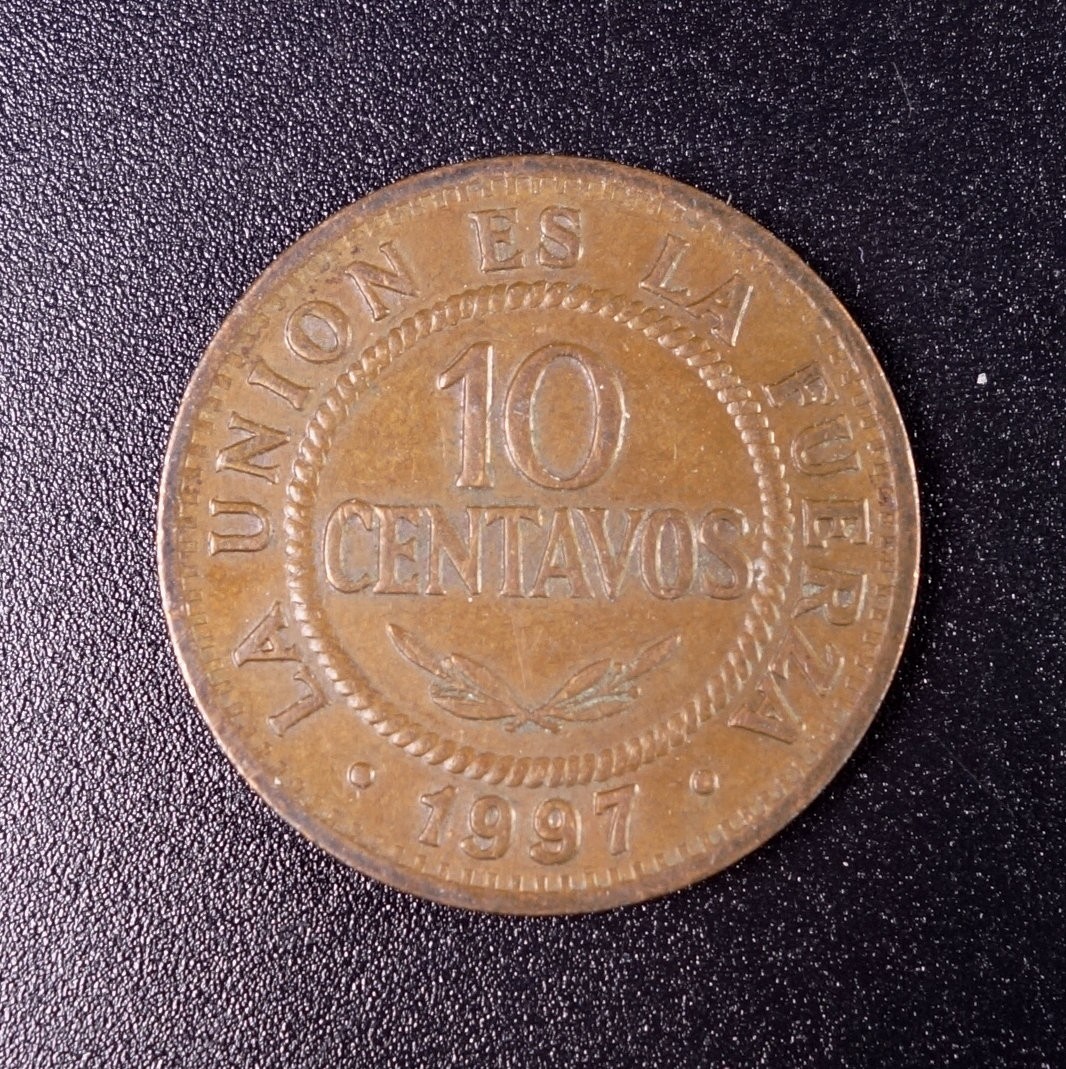 LA UNION ES LA FUERZA
10
CENTAVOS
1997